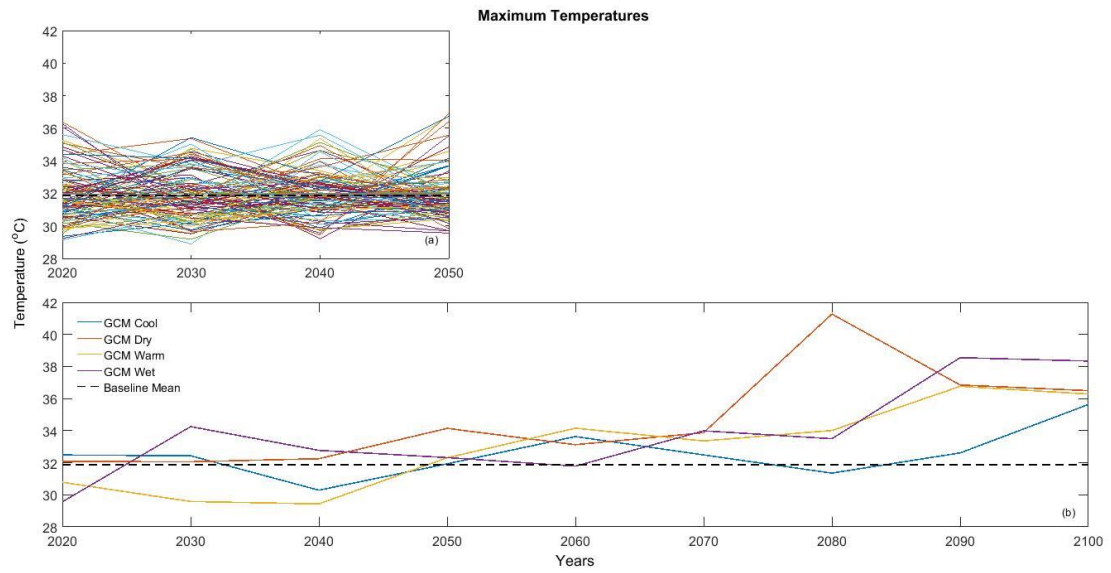 Maximum Temperatures
42
40
38
36
34
32
30
28
(a)
2020 2030 2040 2050
Temperature (°C)
42
40
38
36
34
32
30
28
GCM Cool
GCM Dry
GCM Warm
GCM Wet
Baseline Mean
(b)
2020 2030 2040 2050 2060 2070 2080 2090 2100
Years